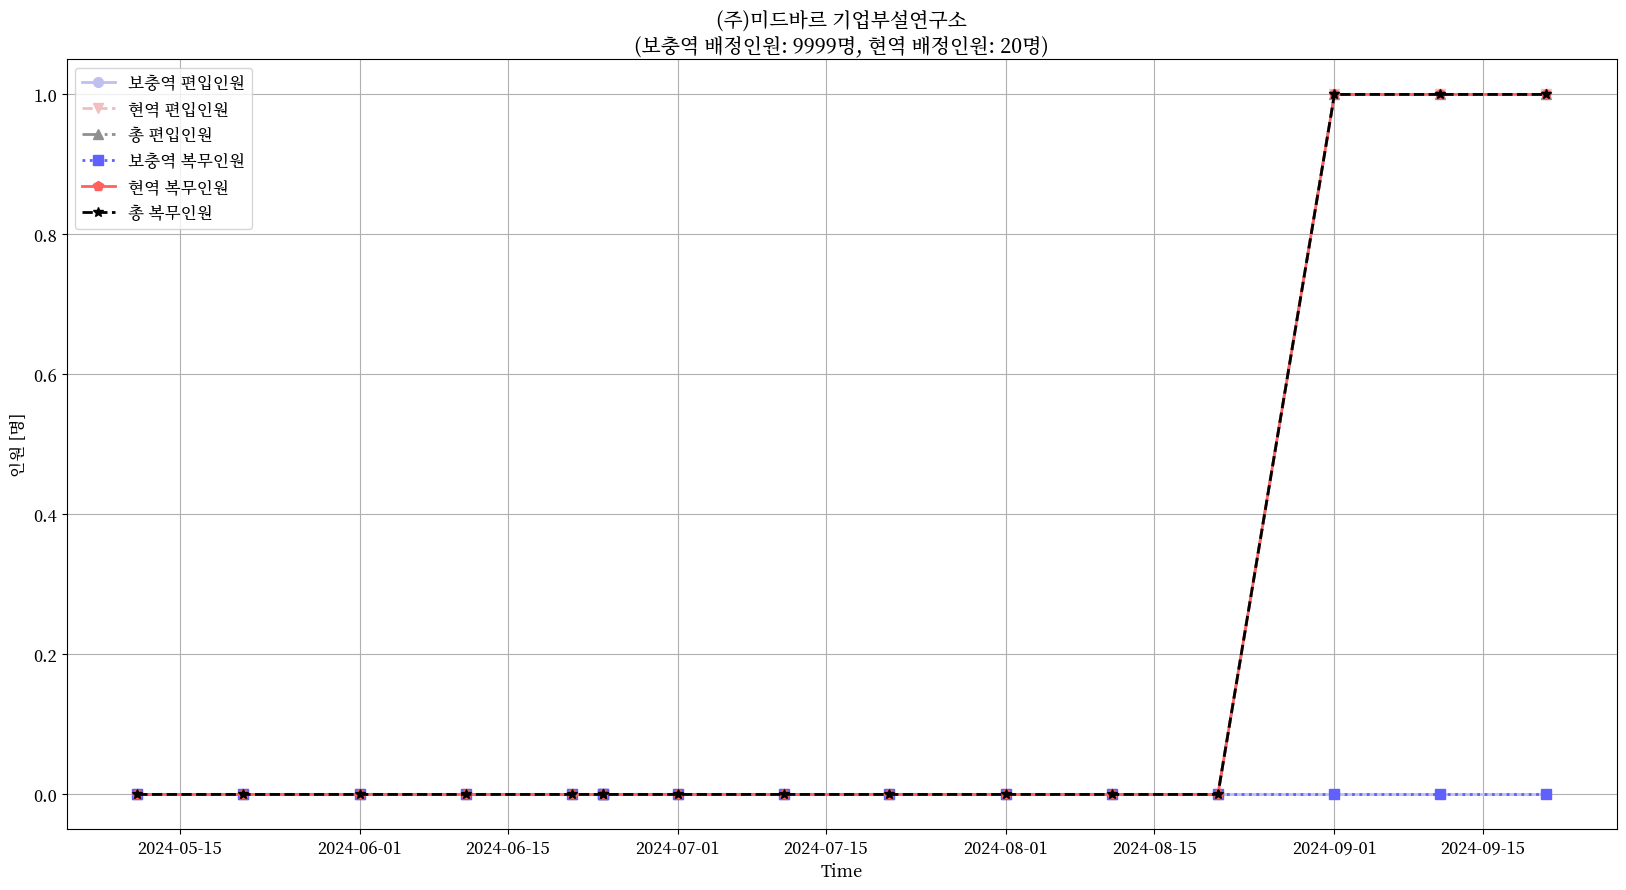 (주)미드바르 기업부설연구소
(보충역 배정인원: 9999명, 현역 배정인원: 20명)
보충역 편입인원
현역 편입인원
총 편입인원
보충역 복무인원
현역 복무인원
총 복무인원
1.0
0.8
0.6
0.4
0.2
0.0
인원 [명]
2024-05-15 2024-06-01 2024-06-15 2024-07-01 2024-07-15 2024-08-01 2024-08-15 2024-09-01 2024-09-15
Time